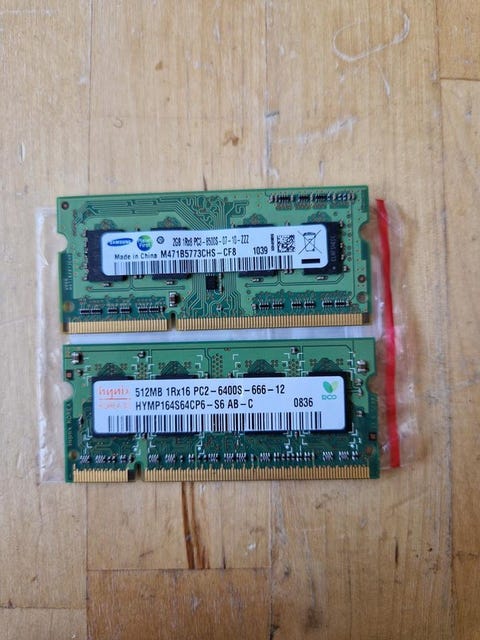 SAMSUNG
2GB 1Rx8 PC3-8500S-07-10-ZZZ
Made in China M471B5773CHS-CF8 1039
hynix
KOREA
512MB 1Rx16 PC2-6400S-666-12
HYMP164S64CP6-S6 AB-C 0836
ECO